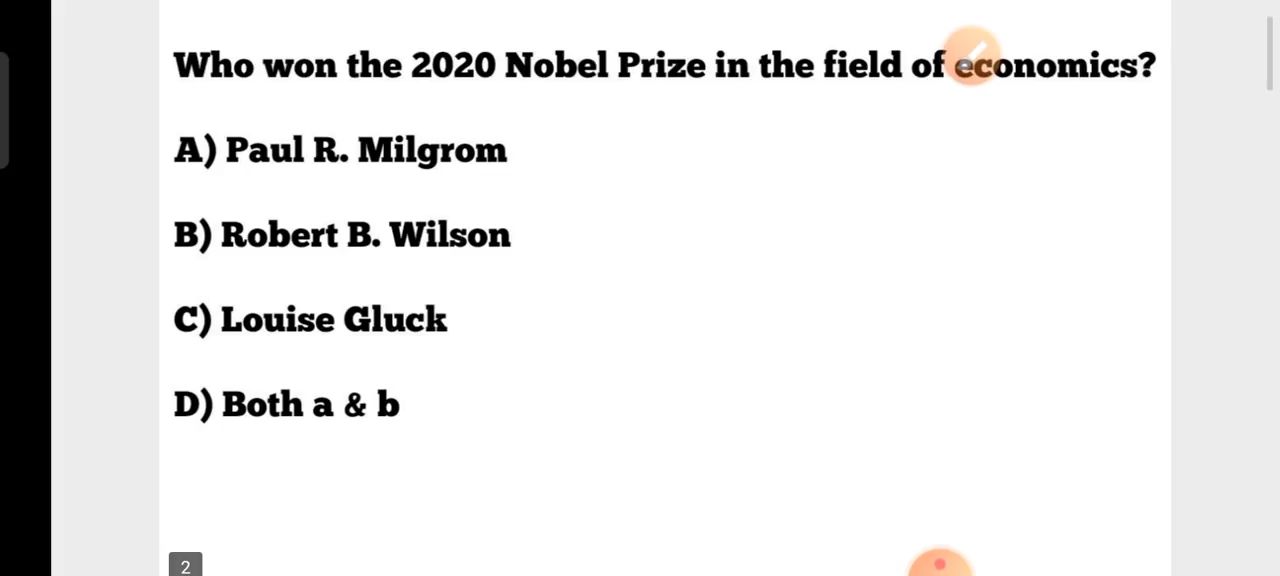 Who won the 2020 Nobel Prize in the field of economics?
A) Paul R. Milgrom
B) Robert B. Wilson
C) Louise Gluck
D) Both a & b
2